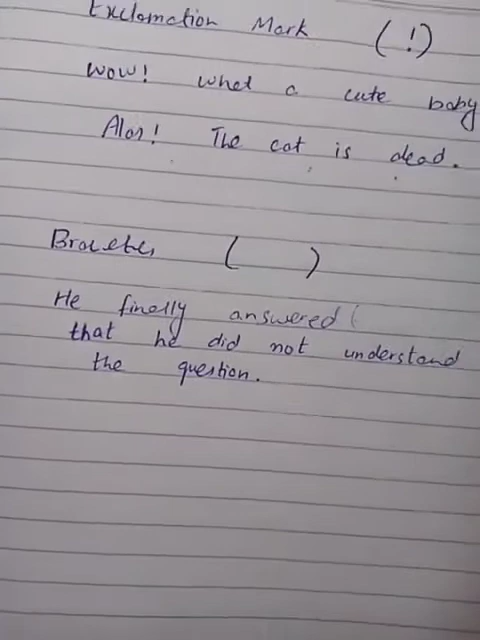 Exclamation Mark (!)
Wow! What a cute baby
Alas! The cat is dead.
Brackets ( )
He finally answered (
that he did not understand
the question.